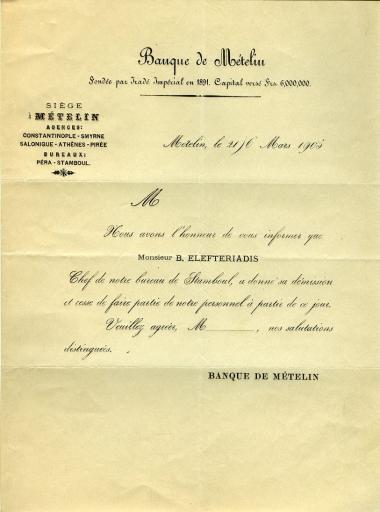 Banque de Mételin
Fondée par Iradé Impérial en 1891. Capital versé Frs. 6,000,000.
SIÈGE
à MÉTELIN
AGENCES:
CONSTANTINOPLE - SMYRNE
SALONIQUE - ATHÈNES - PIRÉE
BUREAUX:
PÉRA - STAMBOUL.
Metelin, le 21/6 Mars 1905
M
Nous avons l'honneur de vous informer que
Monsieur B. ELEFTERIADIS
Chef de notre bureau de Stamboul, a donné sa démission
et cesse de faire partie de notre personnel à partir de ce jour.
Veuillez agréer, M____, nos salutations
distinguées.
BANQUE DE MÉTELIN